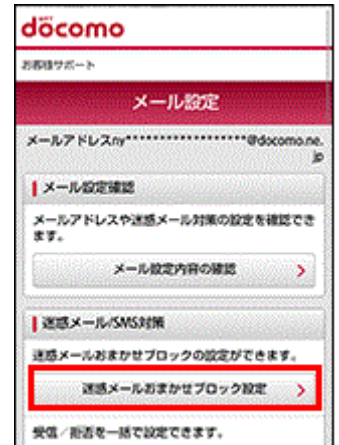 döcomo
お客様サポート
メール設定
メールアドレスny******************@docomo.ne.
jp
メール設定確認
メールアドレスや迷惑メール対策の設定を確認でき
ます。
メール設定内容の確認
迷惑メール/SMS対策
迷惑メールおまかせブロックの設定ができます。
迷惑メールおまかせブロック設定
受信／拒否を一括で設定できます。